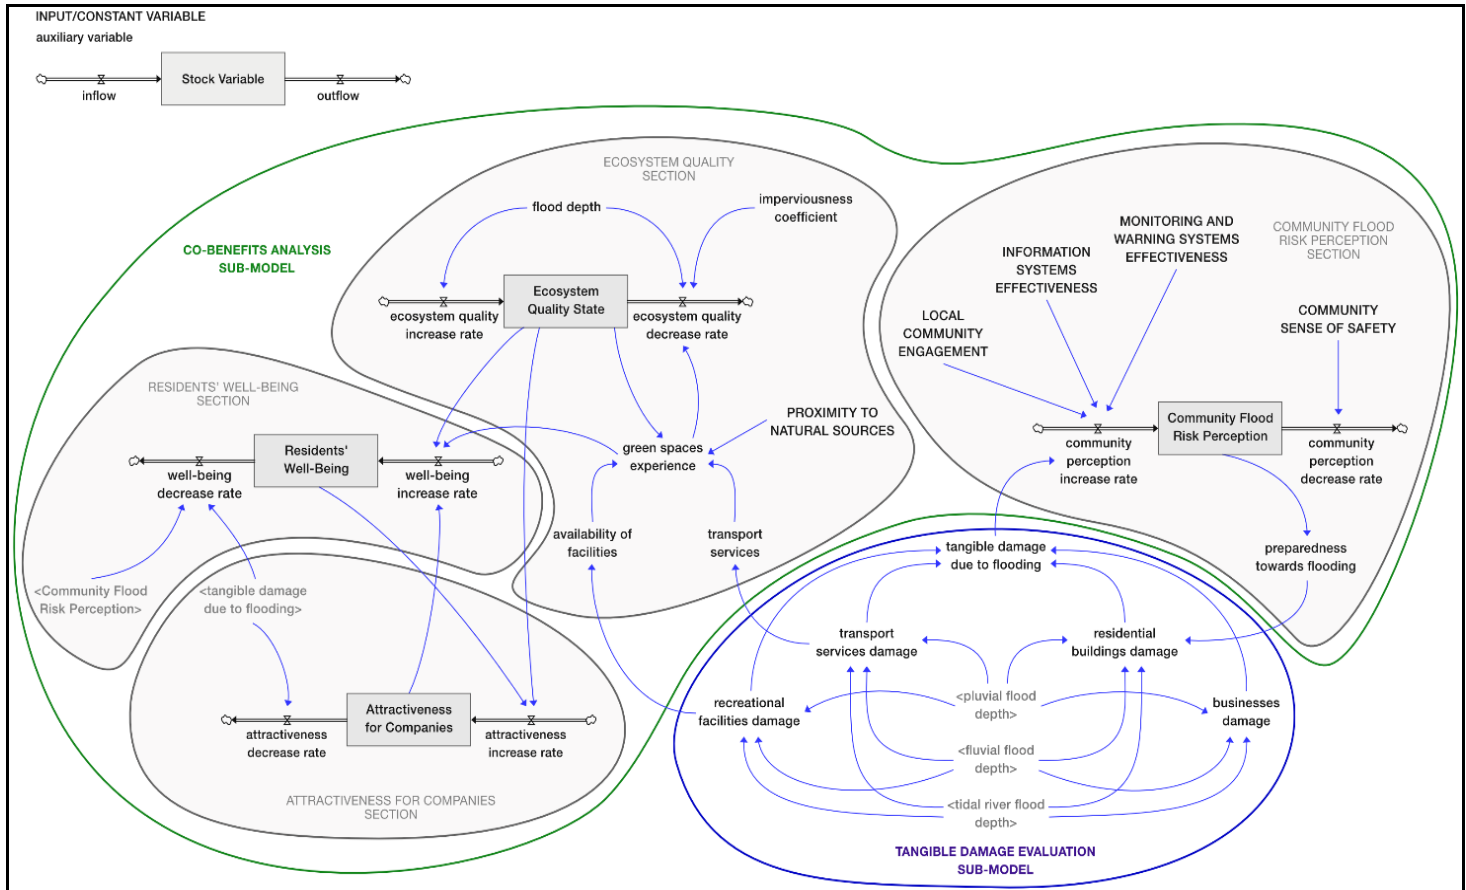 INPUT/CONSTANT VARIABLE
auxiliary variable
Stock Variable
inflow
outflow
ECOSYSTEM QUALITY
SECTION
flood depth
imperviousness
coefficient
CO-BENEFITS ANALYSIS
SUB-MODEL
Ecosystem
Quality State
ecosystem quality
increase rate
ecosystem quality
decrease rate
MONITORING AND
WARNING SYSTEMS
EFFECTIVENESS
COMMUNITY FLOOD
RISK PERCEPTION
SECTION
INFORMATION
SYSTEMS
EFFECTIVENESS
LOCAL
COMMUNITY
ENGAGEMENT
COMMUNITY
SENSE OF SAFETY
Community Flood
Risk Perception
community
perception
increase rate
community
perception
decrease rate
RESIDENTS' WELL-BEING
SECTION
Residents'
Well-Being
well-being
decrease rate
well-being
increase rate
PROXIMITY TO
NATURAL SOURCES
green spaces
experience
availability of
facilities
transport
services
<Community Flood
Risk Perception>
<tangible damage
due to flooding>
tangible damage
due to flooding
preparedness
towards flooding
transport
services damage
residential
buildings damage
recreational
facilities damage
<pluvial flood
depth>
businesses
damage
<fluvial flood
depth>
<tidal river flood
depth>
Attractiveness
for Companies
attractiveness
decrease rate
attractiveness
increase rate
ATTRACTIVENESS FOR COMPANIES
SECTION
TANGIBLE DAMAGE EVALUATION
SUB-MODEL